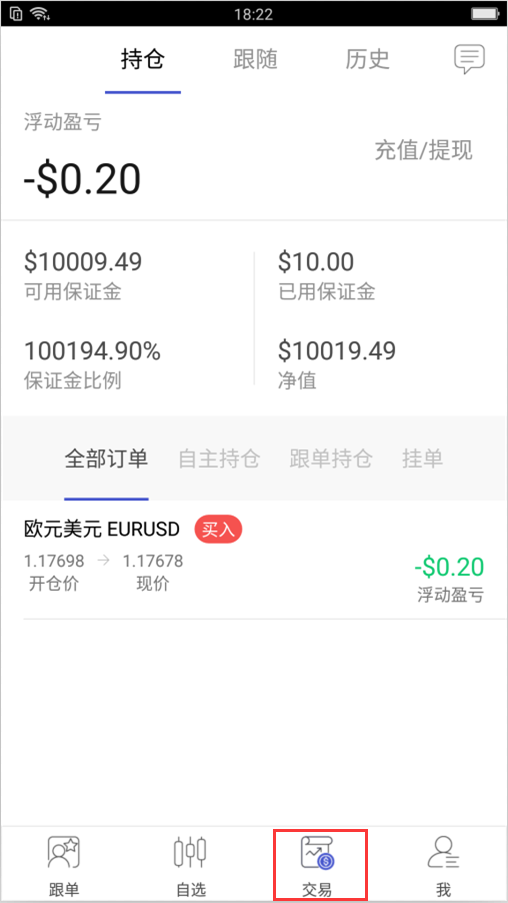 18:22
持仓 跟随 历史
浮动盈亏
充值/提现
-$0.20
$10009.49 $10.00
可用保证金 已用保证金
100194.90% $10019.49
保证金比例 净值
全部订单 自主持仓 跟单持仓 挂单
欧元美元 EURUSD 买入
1.17698 → 1.17678
-$0.20
开仓价 现价
浮动盈亏
跟单 自选 交易 我